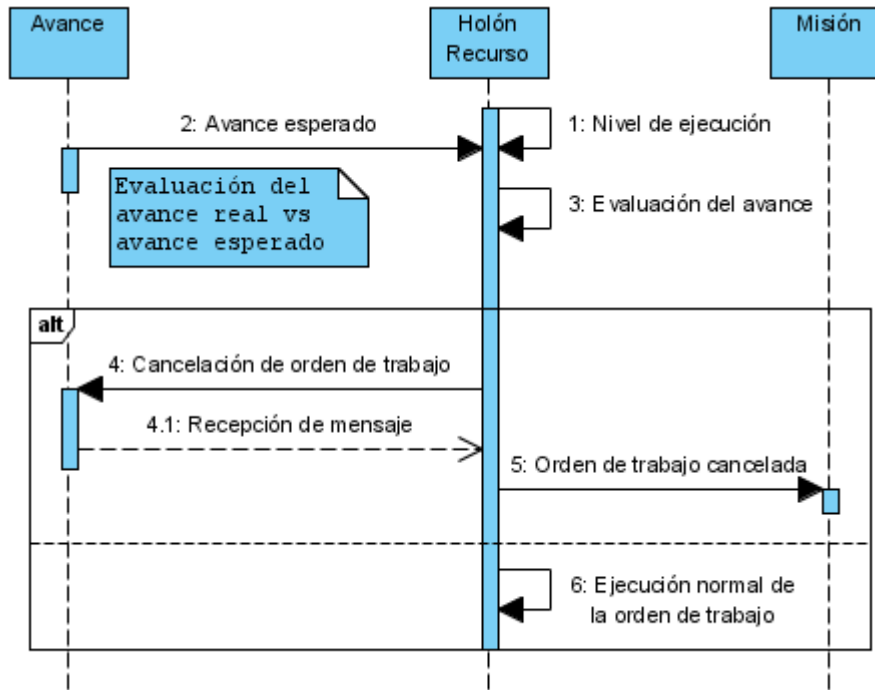 Avance
Holón
Recurso
Misión
2: Avance esperado
1: Nivel de ejecución
Evaluación del
avance real vs
avance esperado
3: Evaluación del avance
alt
4: Cancelación de orden de trabajo
4.1: Recepción de mensaje
5: Orden de trabajo cancelada
6: Ejecución normal de
la orden de trabajo